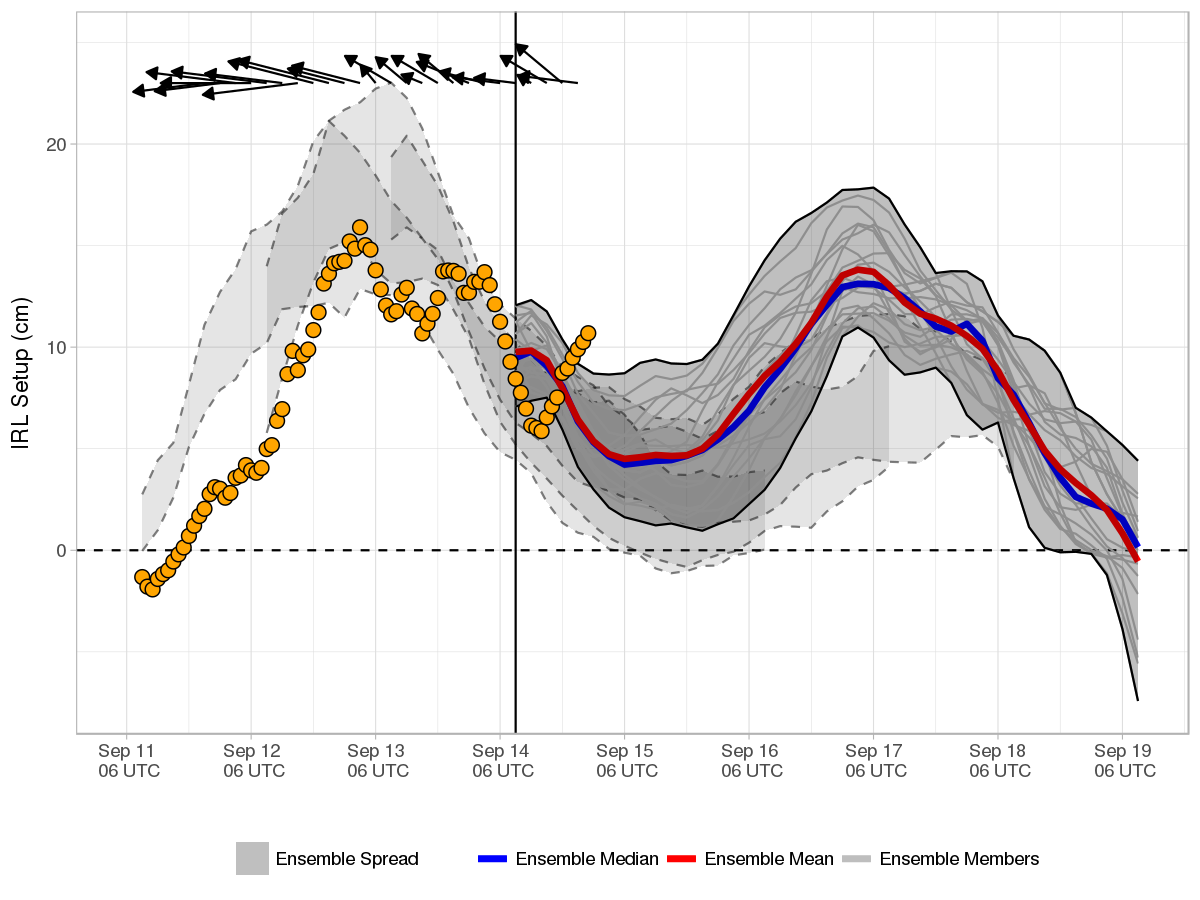 IRL Setup (cm)
20
10
0
Sep 11 Sep 12 Sep 13 Sep 14 Sep 15 Sep 16 Sep 17 Sep 18 Sep 19
06 UTC 06 UTC 06 UTC 06 UTC 06 UTC 06 UTC 06 UTC 06 UTC 06 UTC
Ensemble Spread Ensemble Median Ensemble Mean Ensemble Members